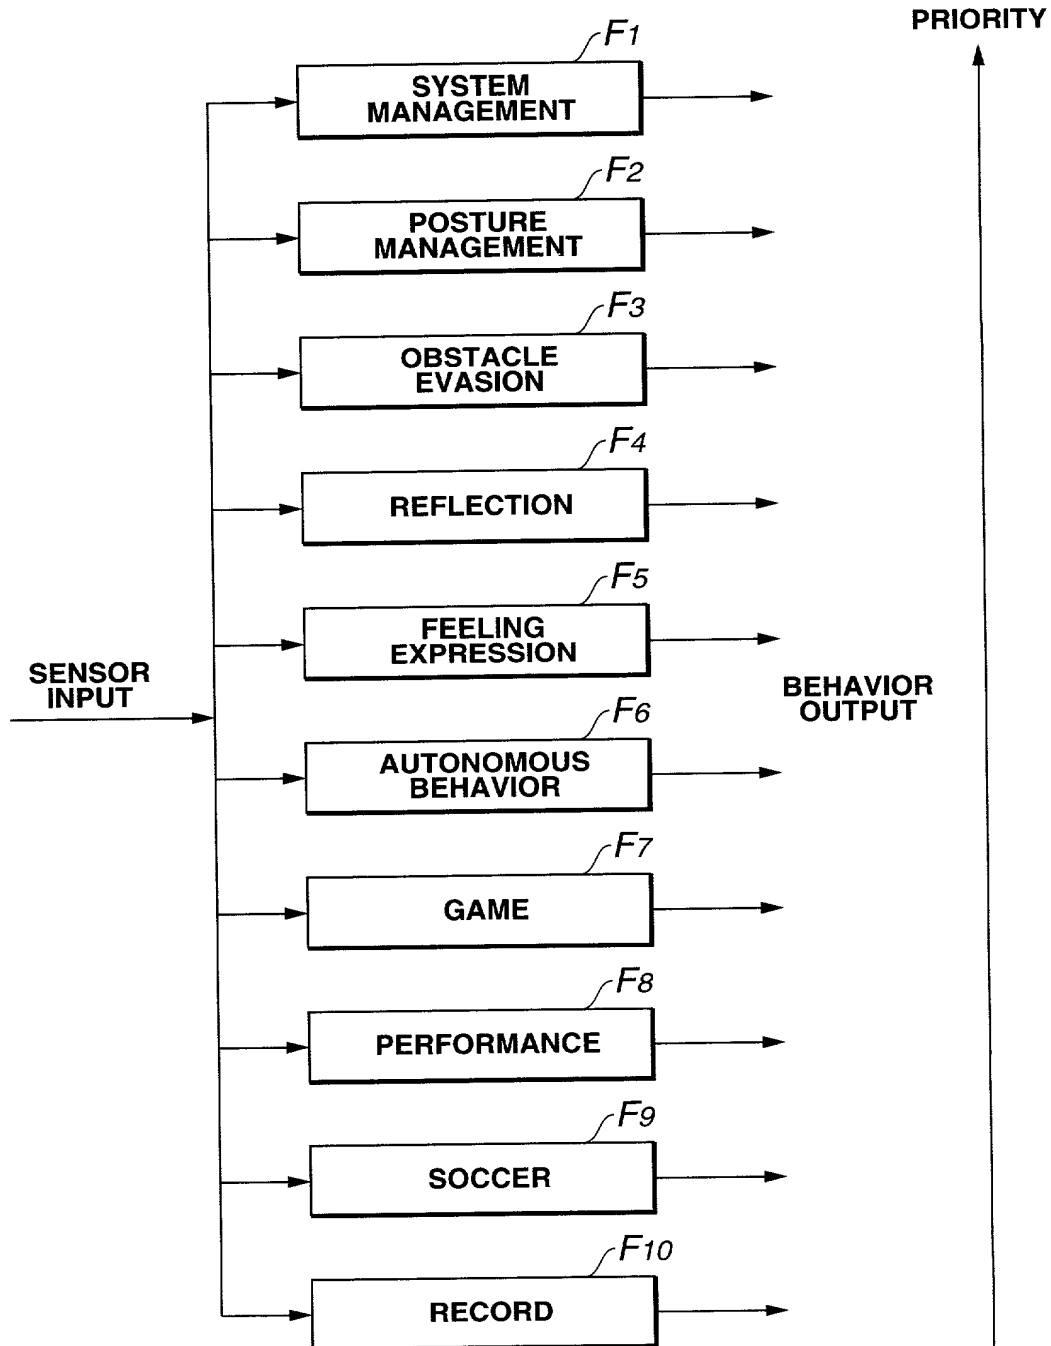 PRIORITY
F1
SYSTEM
MANAGEMENT
F2
POSTURE
MANAGEMENT
F3
OBSTACLE
EVASION
F4
REFLECTION
F5
FEELING
EXPRESSION
SENSOR
INPUT
BEHAVIOR
OUTPUT
F6
AUTONOMOUS
BEHAVIOR
F7
GAME
F8
PERFORMANCE
F9
SOCCER
F10
RECORD